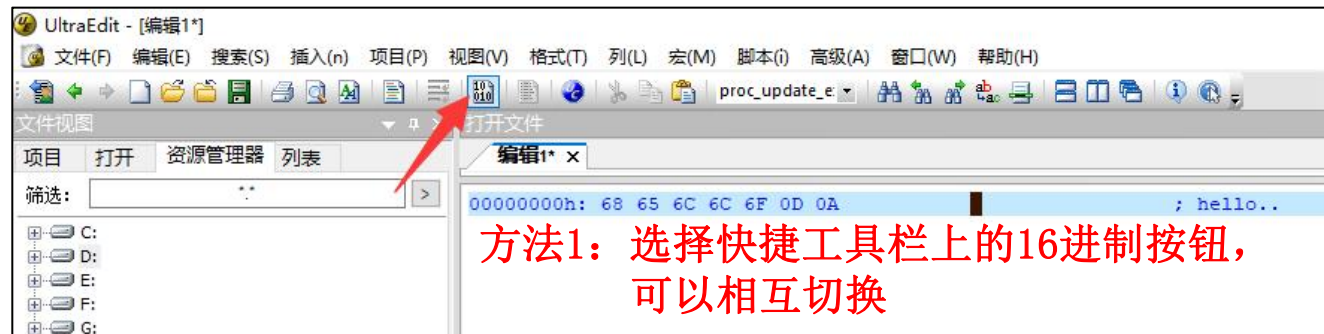 UltraEdit - [编辑1*]
文件(F) 编辑(E) 搜索(S) 插入(n) 项目(P) 视图(V) 格式(T) 列(L) 宏(M) 脚本(i) 高级(A) 窗口(W) 帮助(H)
proc_update_e:
文件视图 打开文件
项目 打开 资源管理器 列表 编辑1* ×
筛选: *.* >
00000000h: 68 65 6C 6C 6F 0D 0A ; hello..
C:
D:
E:
F:
G:
方法1：选择快捷工具栏上的16进制按钮，
可以相互切换